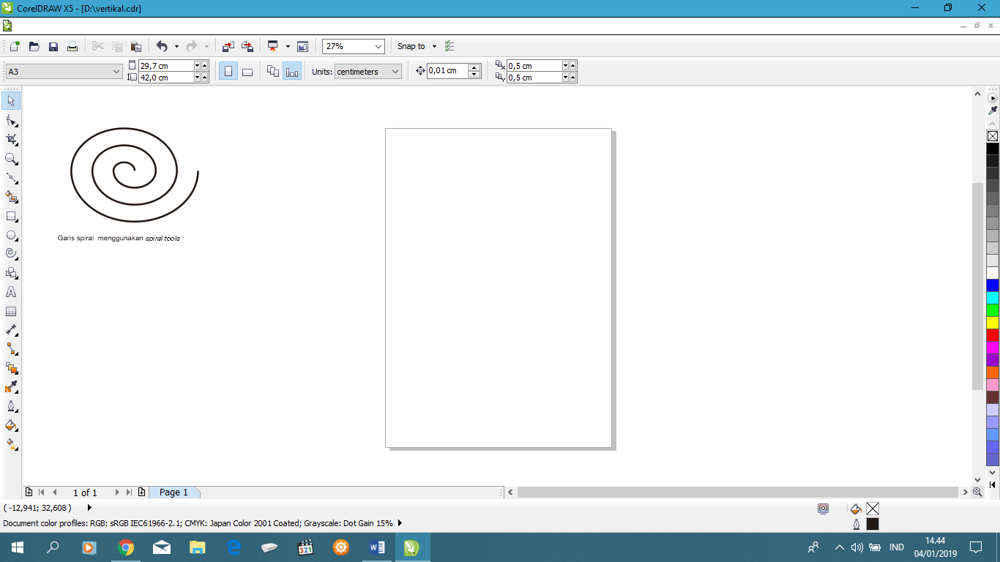 CorelDRAW X5 - [D:\vertikal.cdr]
27%
Snap to
A3
29,7 cm
42,0 cm
Units: centimeters
0,01 cm
0,5 cm
0,5 cm
Garis spiral menggunakan spiral tools
1 of 1
Page 1
( -12,941; 32,608 )
Document color profiles: RGB: sRGB IEC61966-2.1; CMYK: Japan Color 2001 Coated; Grayscale: Dot Gain 15%
321
IND
14.44
04/01/2019